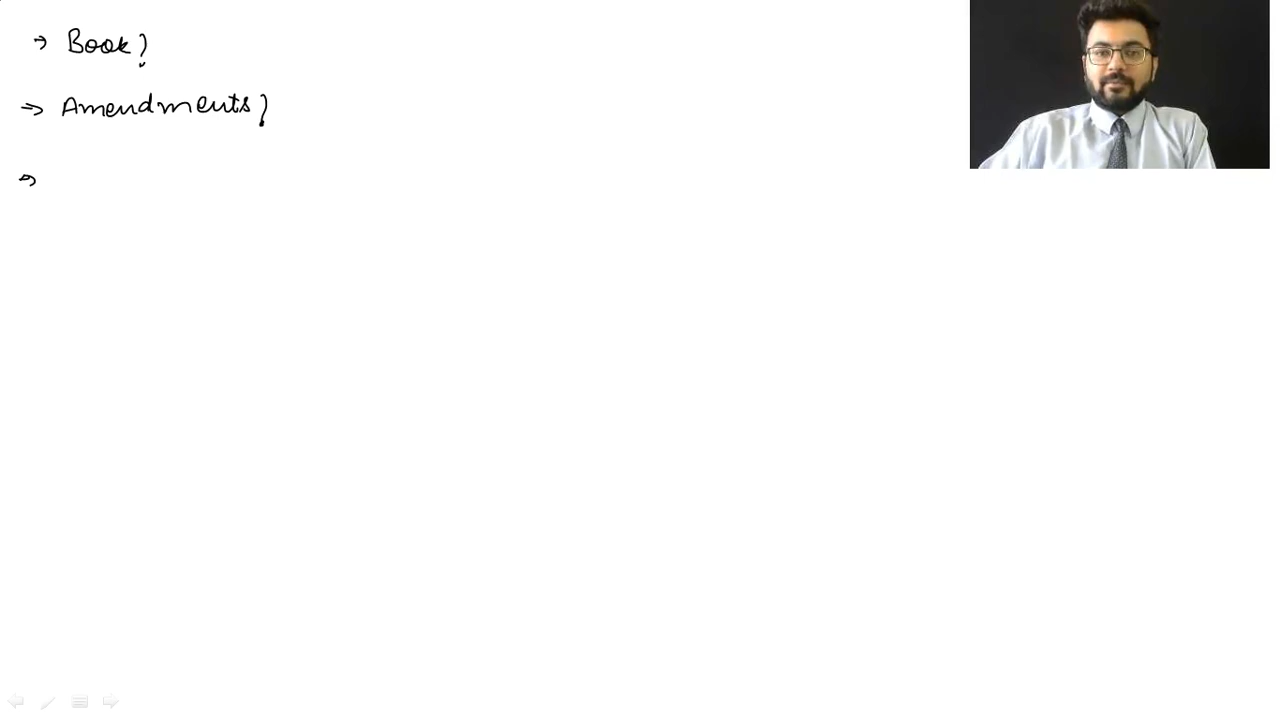 → Book?
→ Amendments?
→